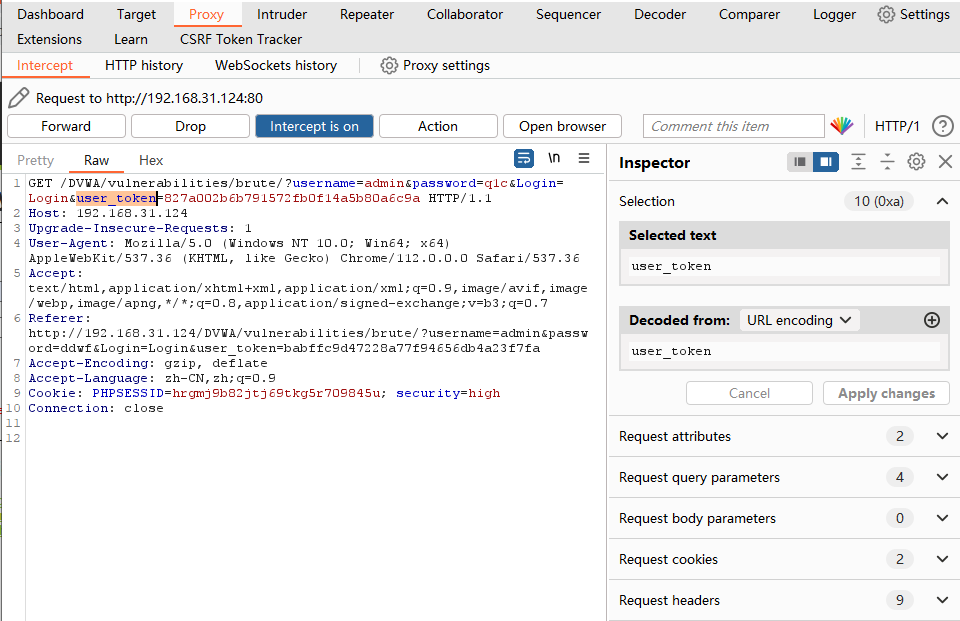 Dashboard Target Proxy Intruder Repeater Collaborator Sequencer Decoder Comparer Logger Settings
Extensions Learn CSRF Token Tracker
Intercept HTTP history WebSockets history Proxy settings
Request to http://192.168.31.124:80
Forward Drop Intercept is on Action Open browser Comment this item HTTP/1 ?
Pretty Raw Hex \n
1 GET /DVWA/vulnerabilities/brute/?username=admin&password=qlc&Login=
Login&user_token=827a002b6b791572fb0f14a5b80a6c9a HTTP/1.1
2 Host: 192.168.31.124
3 Upgrade-Insecure-Requests: 1
4 User-Agent: Mozilla/5.0 (Windows NT 10.0; Win64; x64)
AppleWebKit/537.36 (KHTML, like Gecko) Chrome/112.0.0.0 Safari/537.36
5 Accept:
text/html,application/xhtml+xml,application/xml;q=0.9,image/avif,image
/webp,image/apng,*/*;q=0.8,application/signed-exchange;v=b3;q=0.7
6 Referer:
http://192.168.31.124/DVWA/vulnerabilities/brute/?username=admin&passw
ord=ddwf&Login=Login&user_token=babffc9d47228a77f94656db4a23f7fa
7 Accept-Encoding: gzip, deflate
8 Accept-Language: zh-CN,zh;q=0.9
9 Cookie: PHPSESSID=hrgmj9b82jtj69tkg5r709845u; security=high
10 Connection: close
11
12
Inspector
Selection 10 (0xa)
Selected text
user_token
Decoded from: URL encoding
user_token
Cancel Apply changes
Request attributes 2
Request query parameters 4
Request body parameters 0
Request cookies 2
Request headers 9